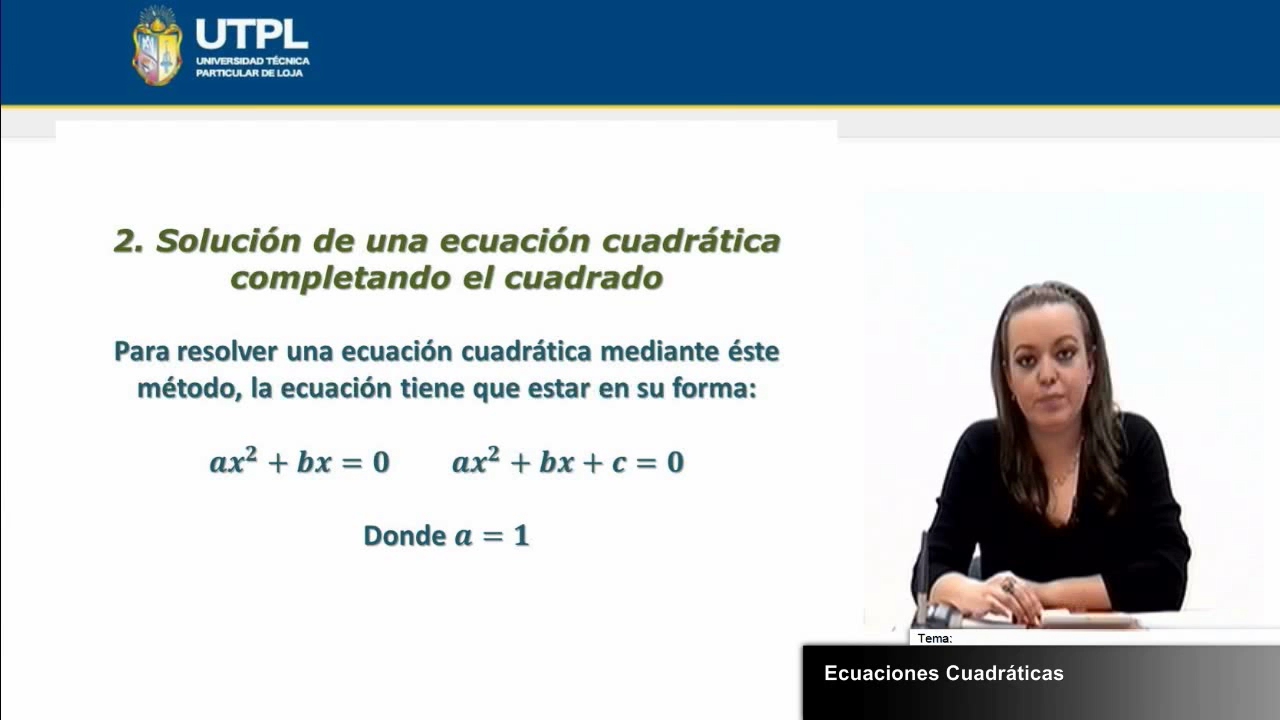 UTPL
UNIVERSIDAD TÉCNICA
PARTICULAR DE LOJA
2. Solución de una ecuación cuadrática
completando el cuadrado
Para resolver una ecuación cuadrática mediante éste
método, la ecuación tiene que estar en su forma:
ax² + bx = 0 ax² + bx + c = 0
Donde a = 1
Tema:
Ecuaciones Cuadráticas